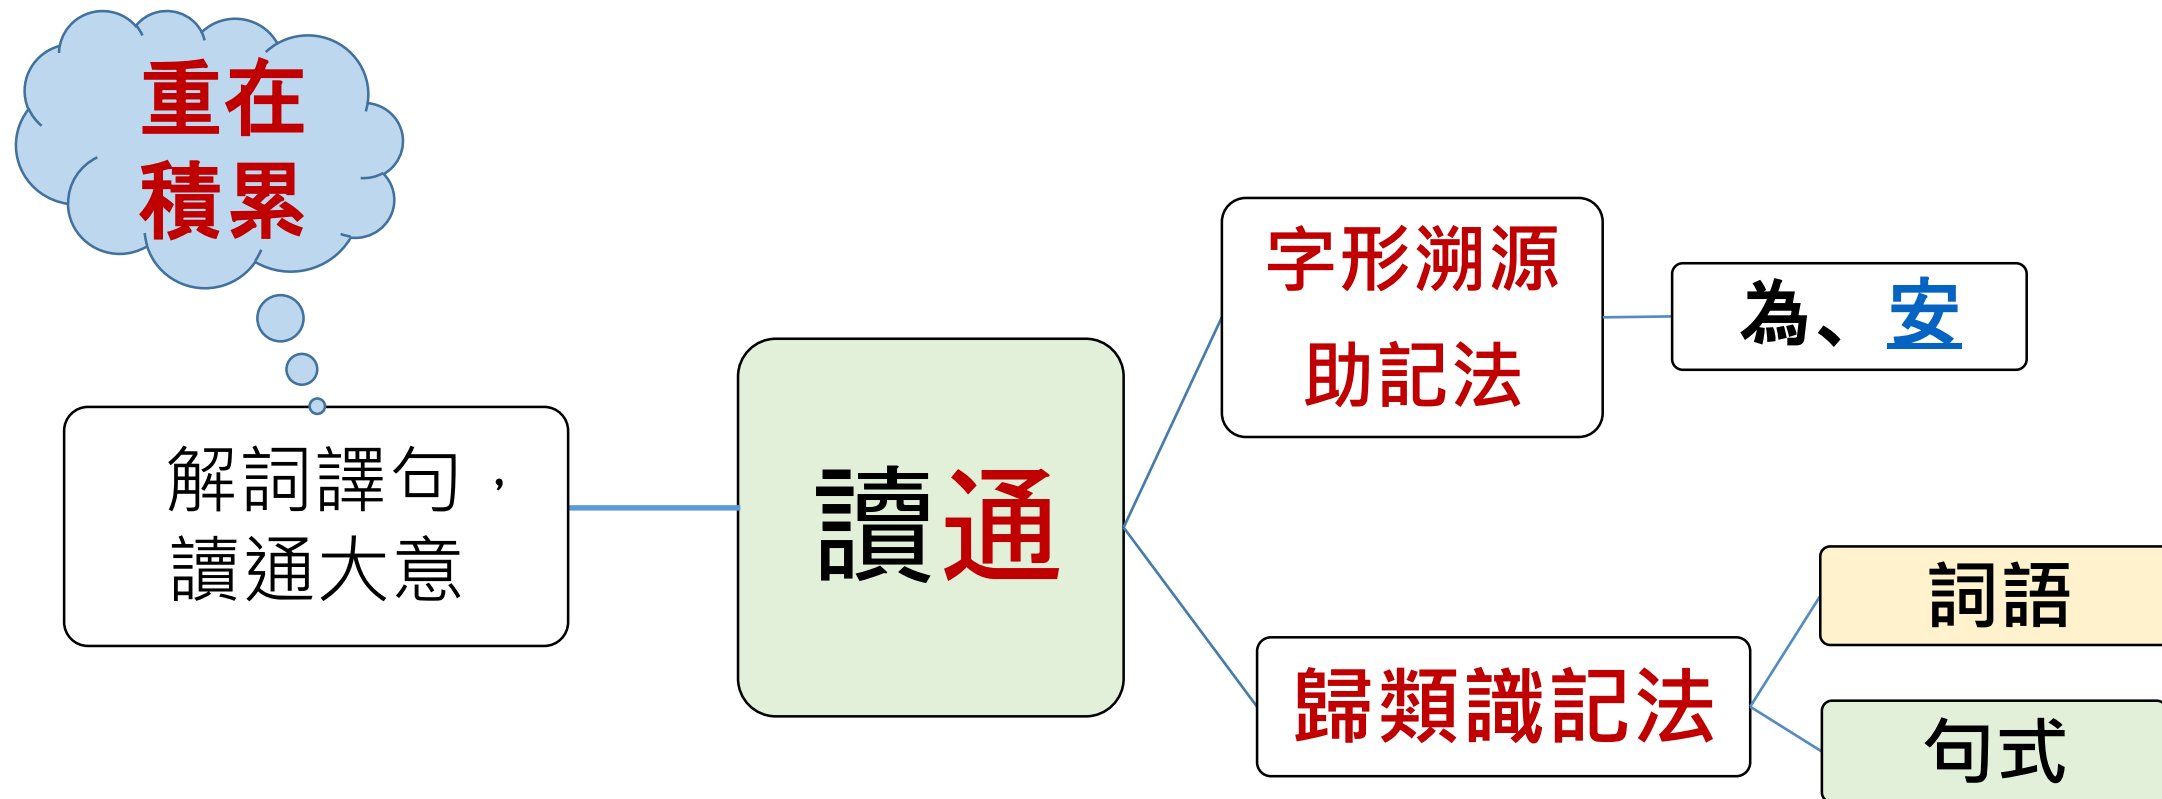 重在
積累
解詞譯句，
讀通大意
讀通
字形溯源
助記法
為、安
歸類識記法
詞語
句式